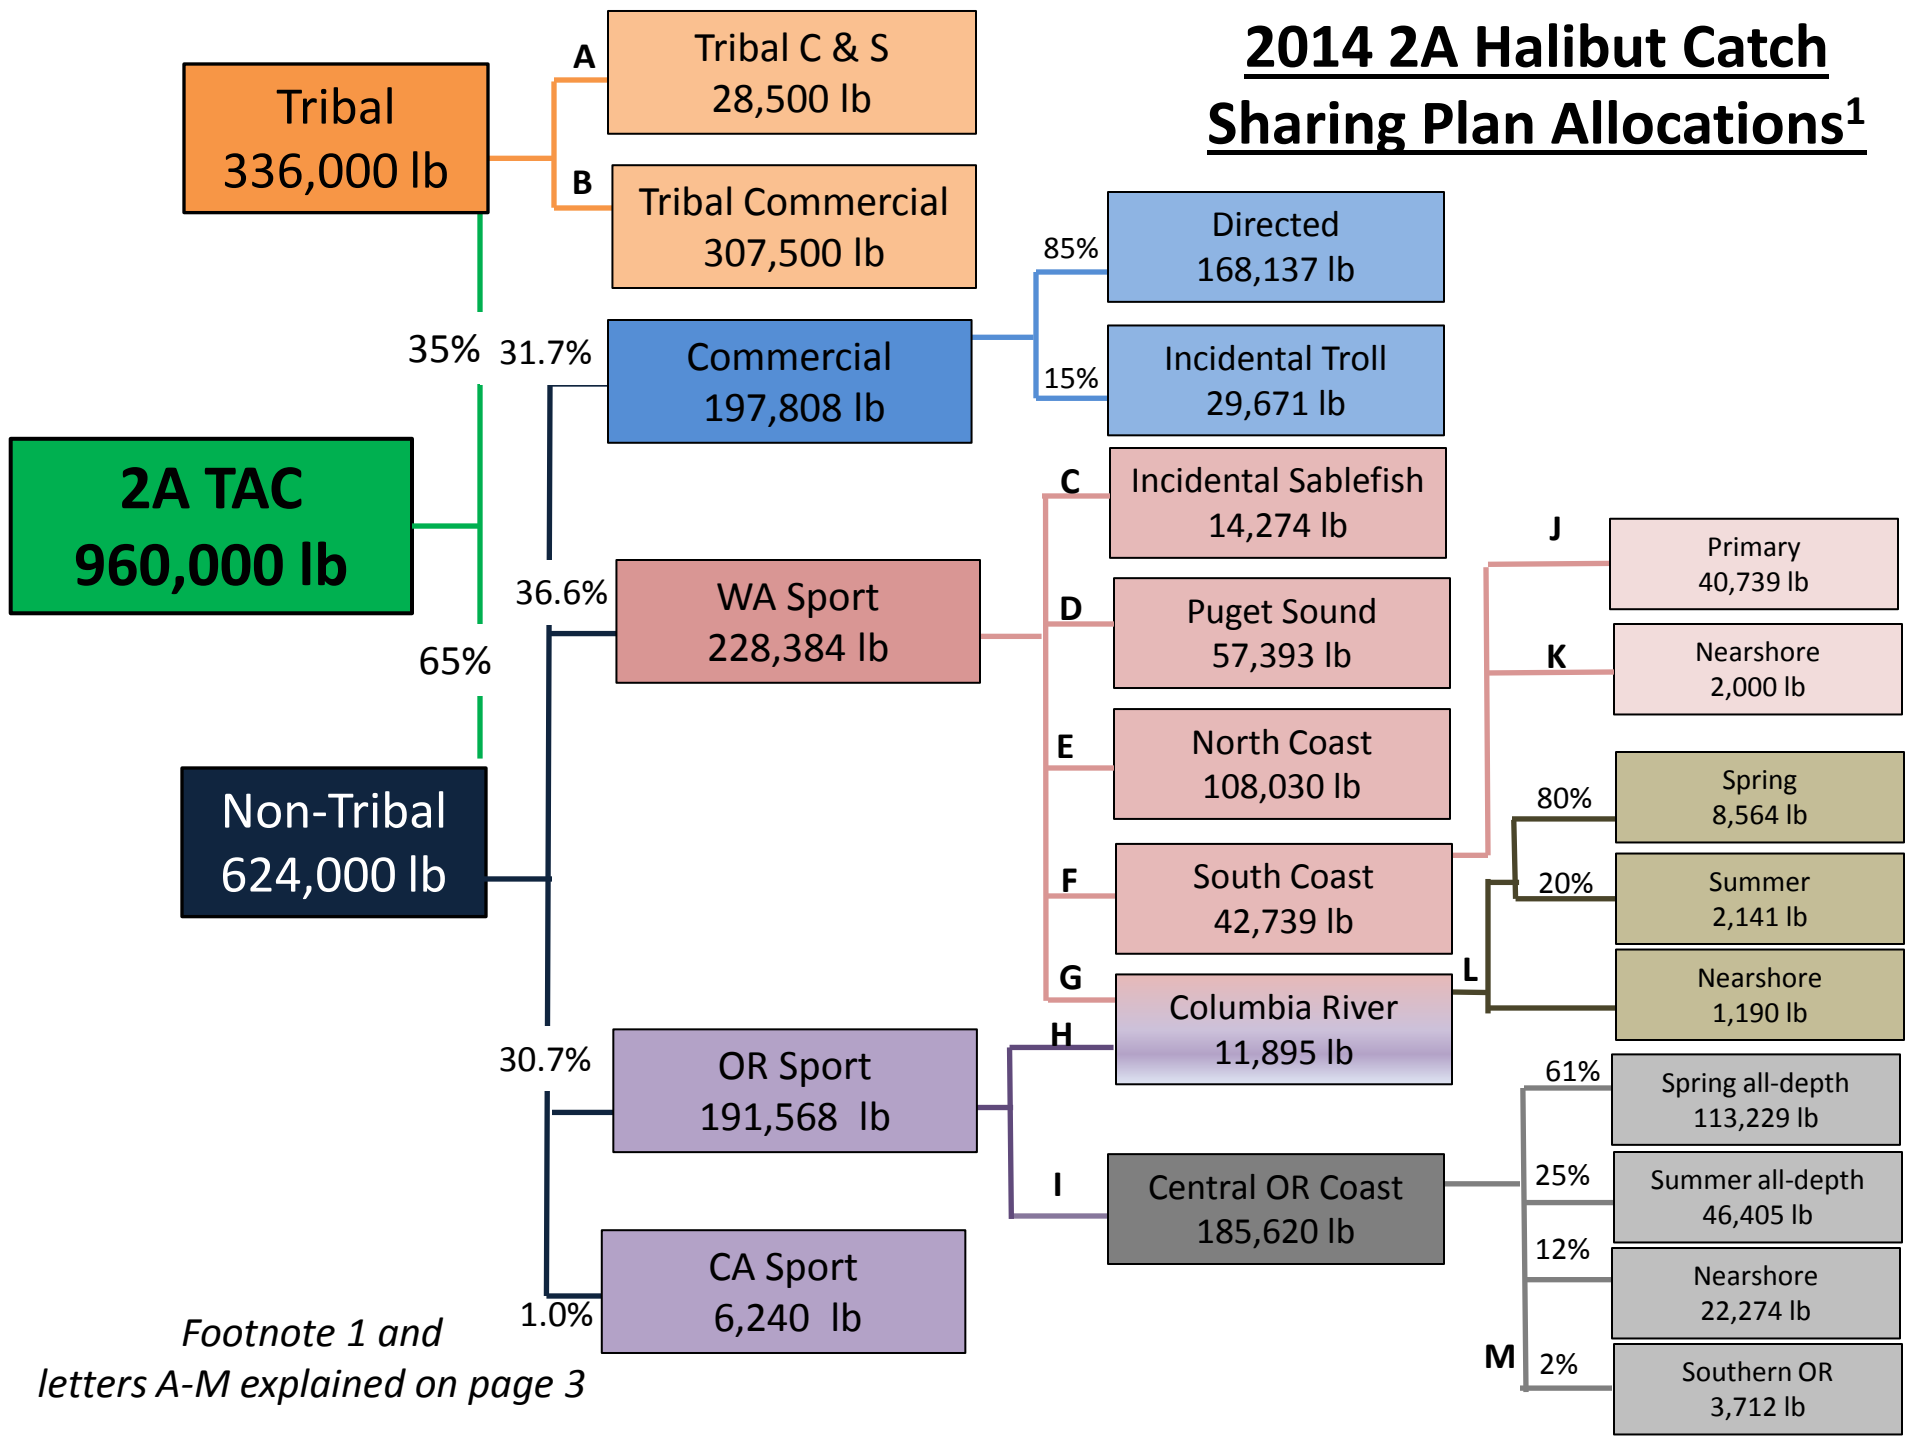 2014 2A Halibut Catch
Sharing Plan Allocations¹
2A TAC
960,000 lb
35%
65%
Tribal
336,000 lb
A
Tribal C & S
28,500 lb
B
Tribal Commercial
307,500 lb
Non-Tribal
624,000 lb
31.7%
Commercial
197,808 lb
85%
Directed
168,137 lb
15%
Incidental Troll
29,671 lb
36.6%
WA Sport
228,384 lb
C
Incidental Sablefish
14,274 lb
D
Puget Sound
57,393 lb
E
North Coast
108,030 lb
F
South Coast
42,739 lb
J
Primary
40,739 lb
K
Nearshore
2,000 lb
G
H
Columbia River
11,895 lb
L
80%
Spring
8,564 lb
20%
Summer
2,141 lb
Nearshore
1,190 lb
30.7%
OR Sport
191,568 lb
I
Central OR Coast
185,620 lb
61%
Spring all-depth
113,229 lb
25%
Summer all-depth
46,405 lb
12%
Nearshore
22,274 lb
M
2%
Southern OR
3,712 lb
1.0%
CA Sport
6,240 lb
Footnote 1 and
letters A-M explained on page 3